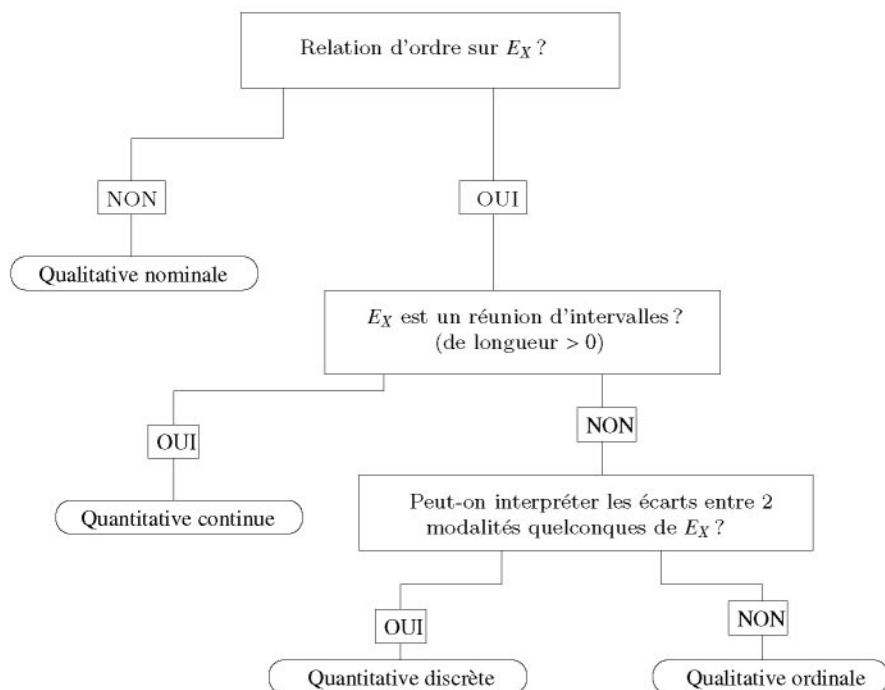 Relation d'ordre sur E_X ?
NON
OUI
Qualitative nominale
E_X est un réunion d'intervalles ?
(de longueur > 0)
OUI
NON
Quantitative continue
Peut-on interpréter les écarts entre 2
modalités quelconques de E_X ?
OUI
NON
Quantitative discrète
Qualitative ordinale